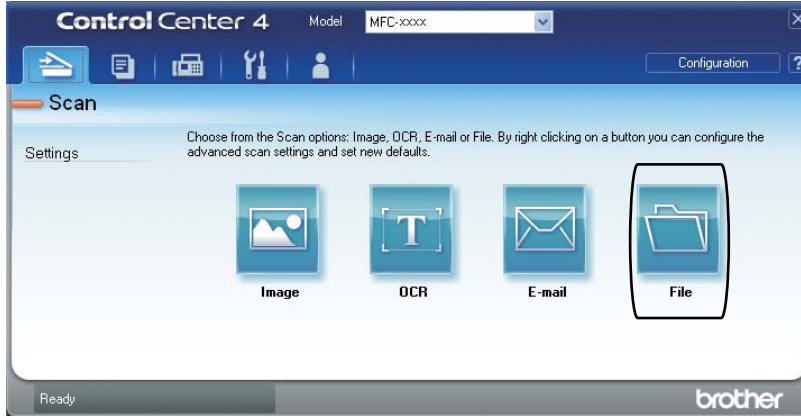 Control Center 4 Model MFC-xxxx
Configuration ?
Scan
Choose from the Scan options: Image, OCR, E-mail or File. By right clicking on a button you can configure the
Settings advanced scan settings and set new defaults.
T
Image OCR E-mail File
Ready brother